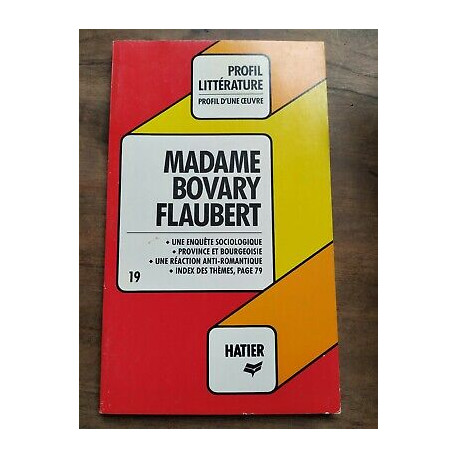 PROFIL
LITTÉRATURE
PROFIL D'UNE ŒUVRE
MADAME
BOVARY
FLAUBERT
• UNE ENQUÊTE SOCIOLOGIQUE
• PROVINCE ET BOURGEOISIE
• UNE RÉACTION ANTI-ROMANTIQUE
• INDEX DES THÈMES, PAGE 79
19
HATIER